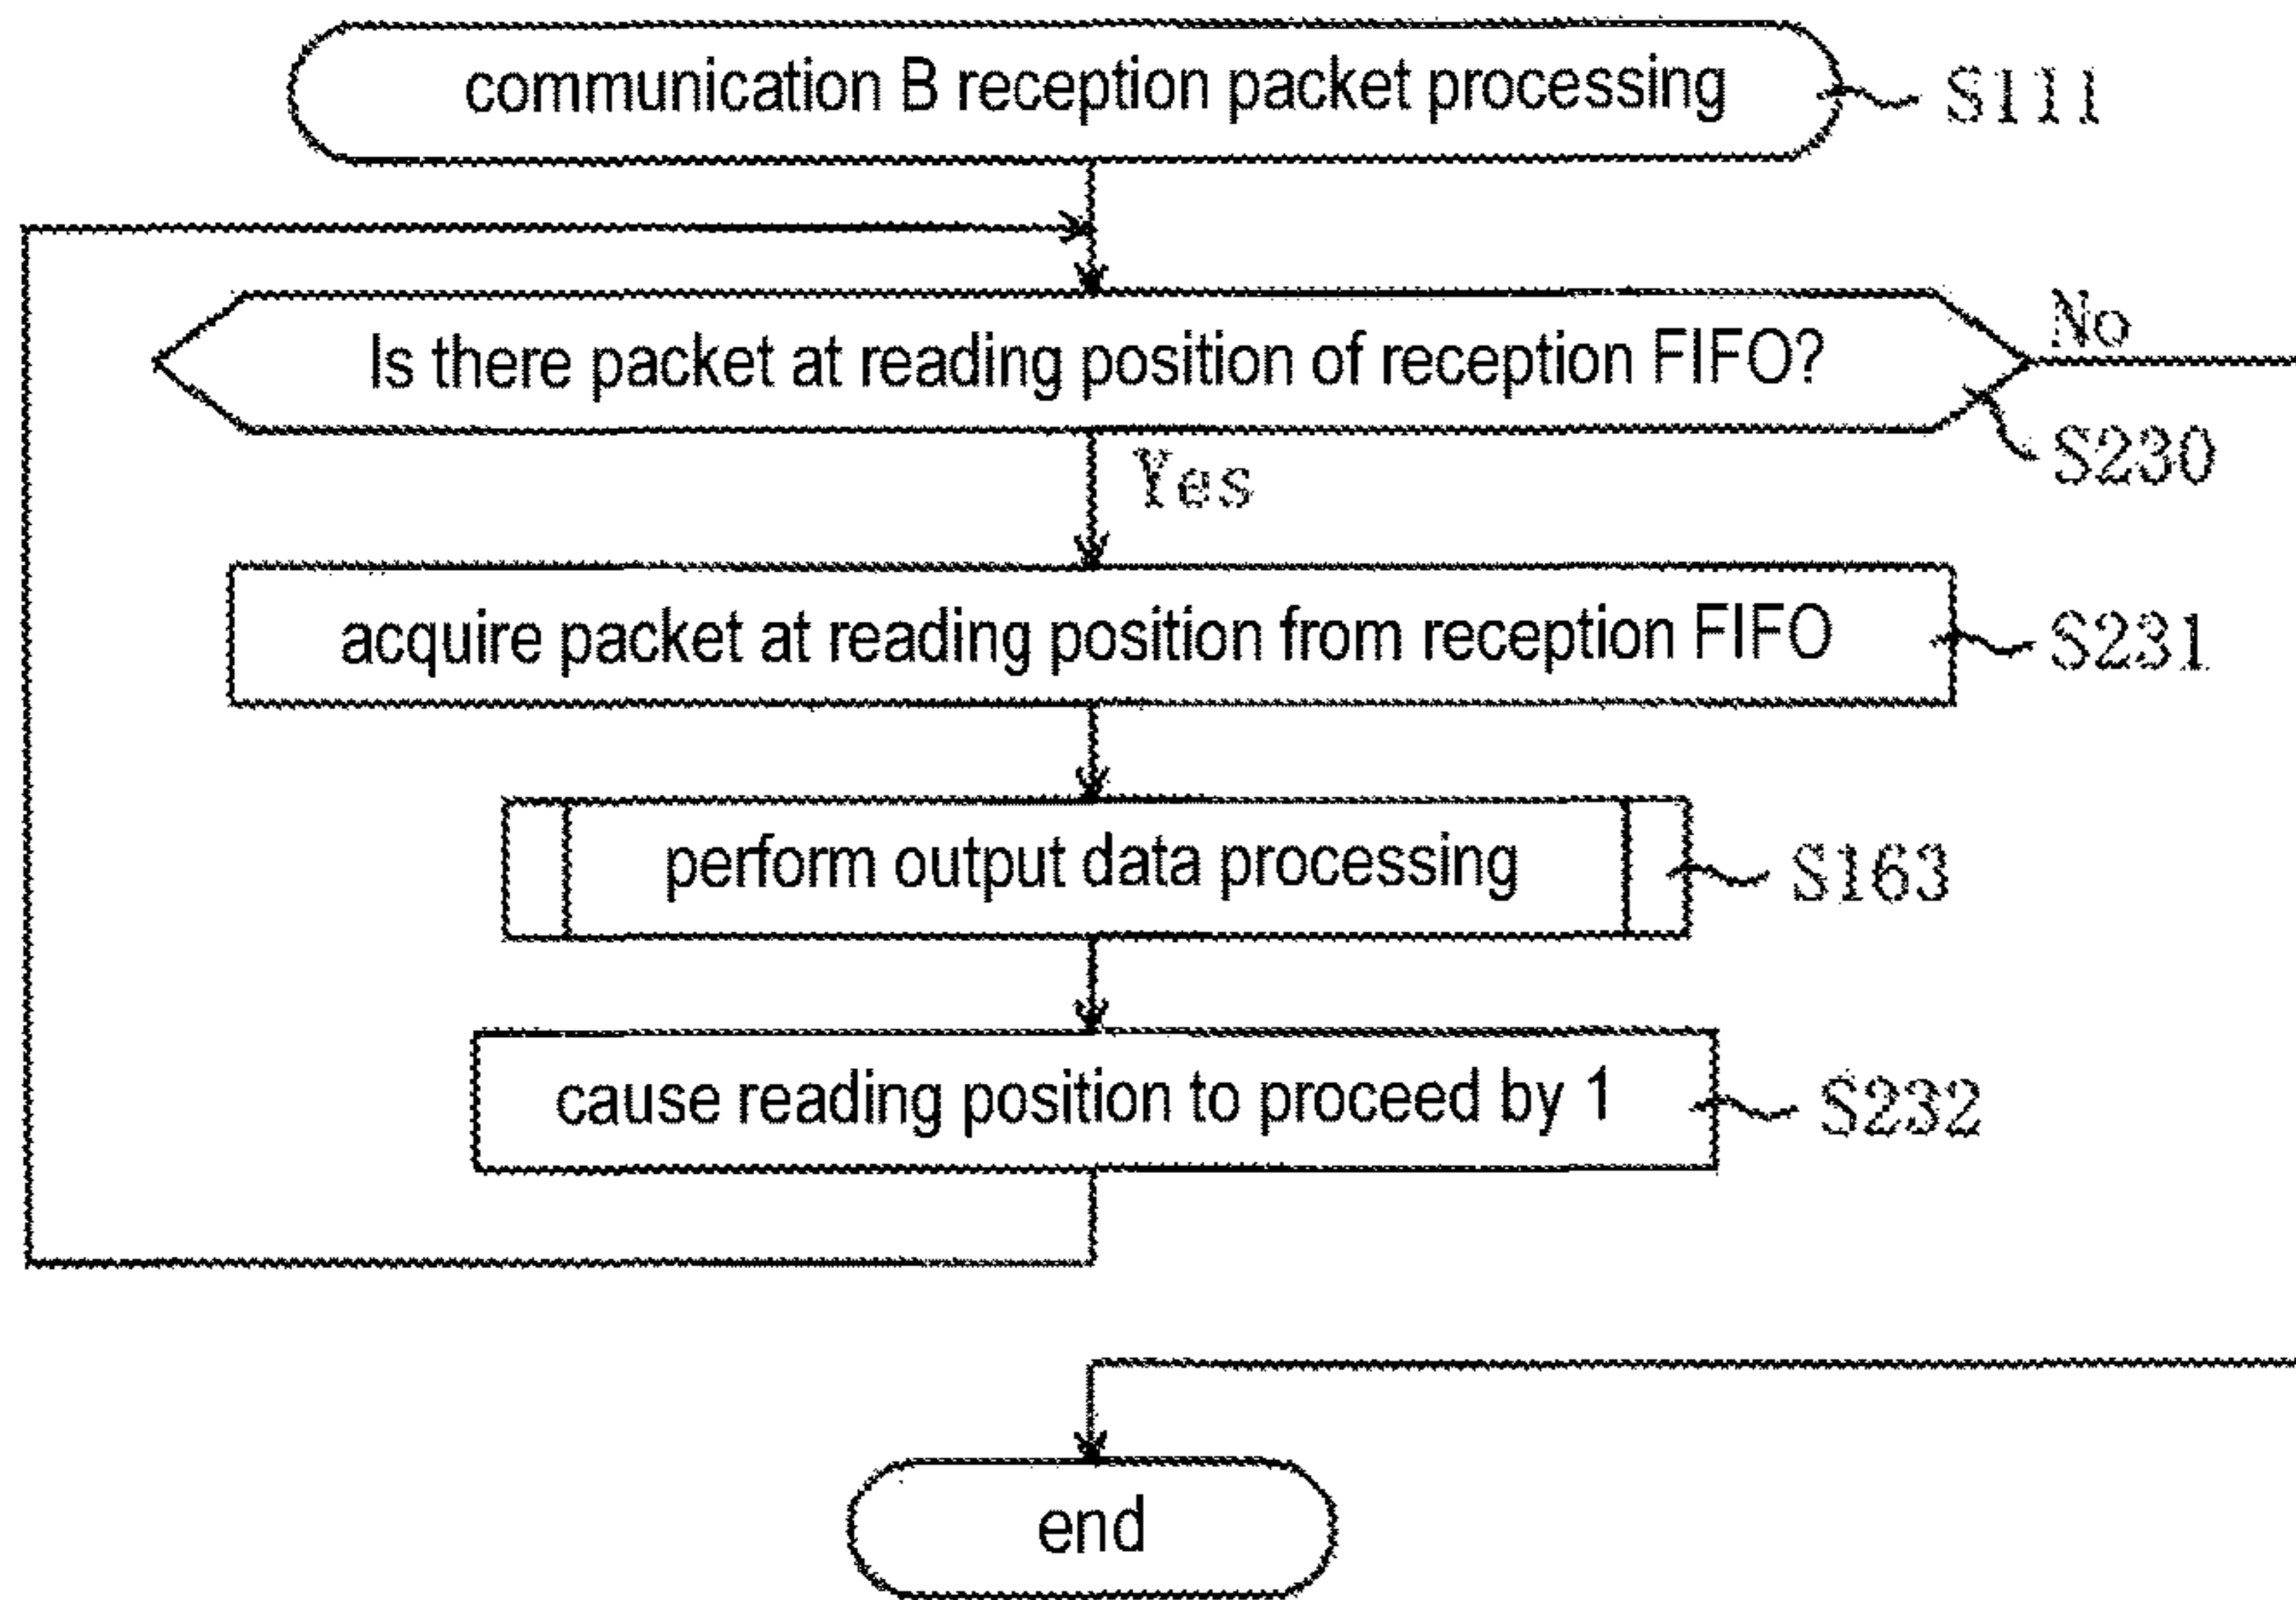 communication B reception packet processing S111
Is there packet at reading position of reception FIFO? No
S230
Yes
acquire packet at reading position from reception FIFO S231
perform output data processing S163
cause reading position to proceed by 1 S232
end